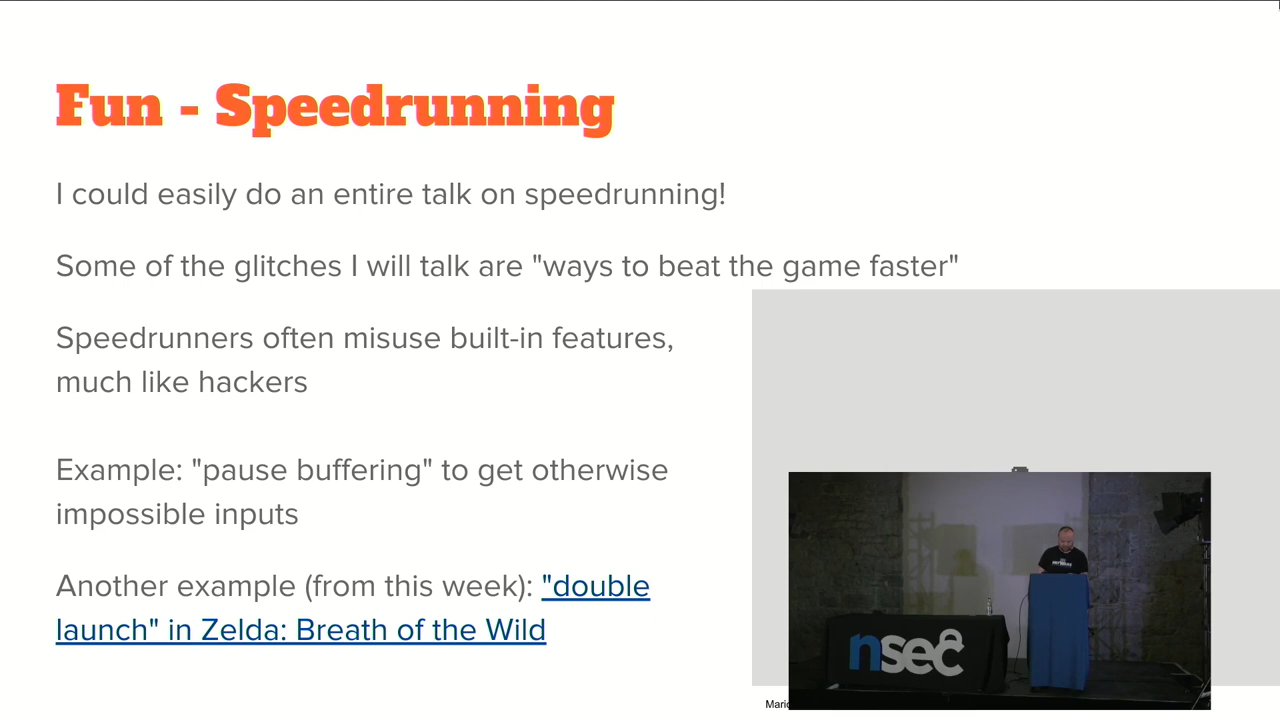 Fun - Speedrunning
I could easily do an entire talk on speedrunning!
Some of the glitches I will talk are "ways to beat the game faster"
Speedrunners often misuse built-in features,
much like hackers
Example: "pause buffering" to get otherwise
impossible inputs
Another example (from this week): "double
launch" in Zelda: Breath of the Wild
nsec